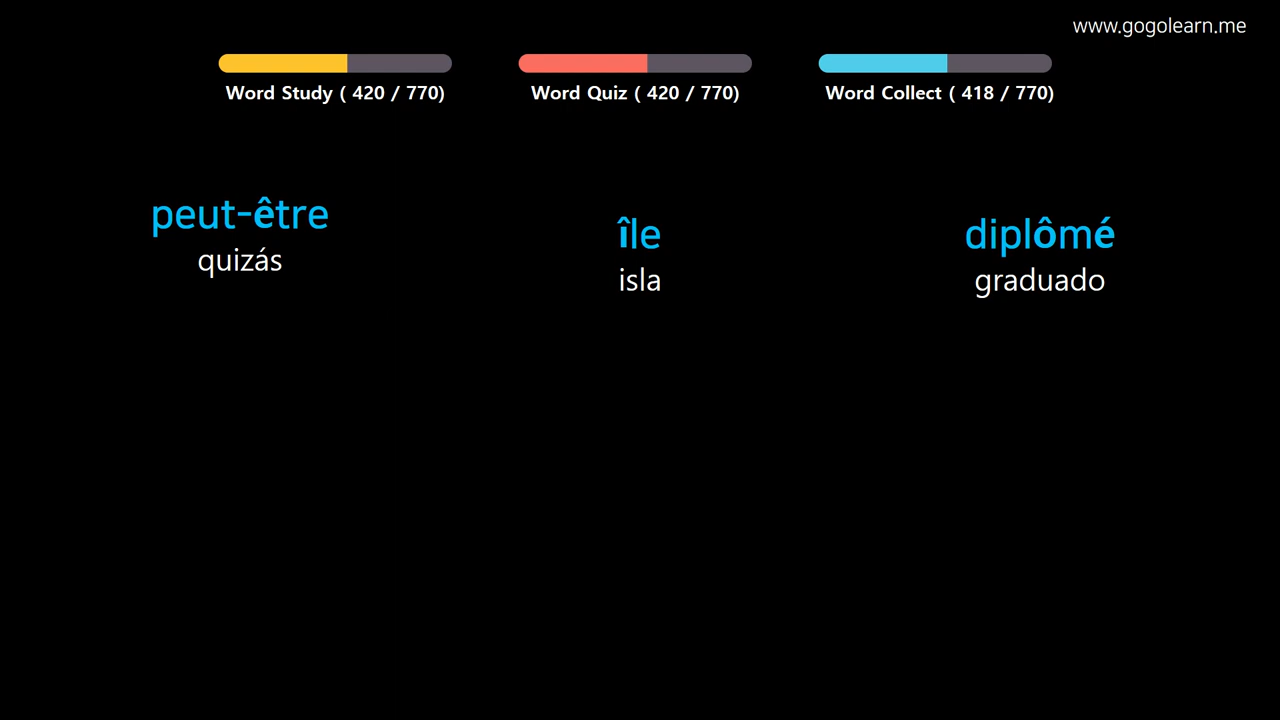 www.gogolearn.me
Word Study ( 420 / 770)
Word Quiz ( 420 / 770)
Word Collect ( 418 / 770)
peut-être
quizás
île
isla
diplômé
graduado